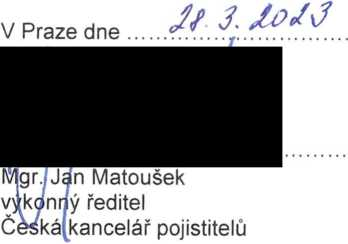 V Praze dne 28. 3. 2023
Mgr. Jan Matoušek
výkonný ředitel
Česká kancelář pojistitelů